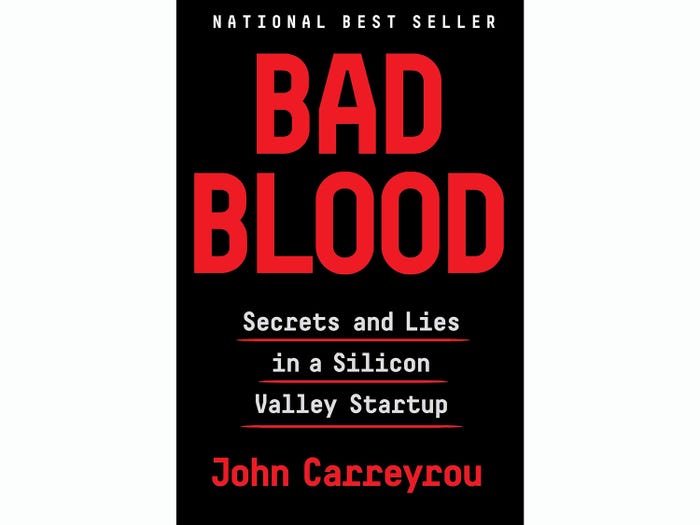 NATIONAL BEST SELLER
BAD
BLOOD
Secrets and Lies
in a Silicon
Valley Startup
John Carreyrou